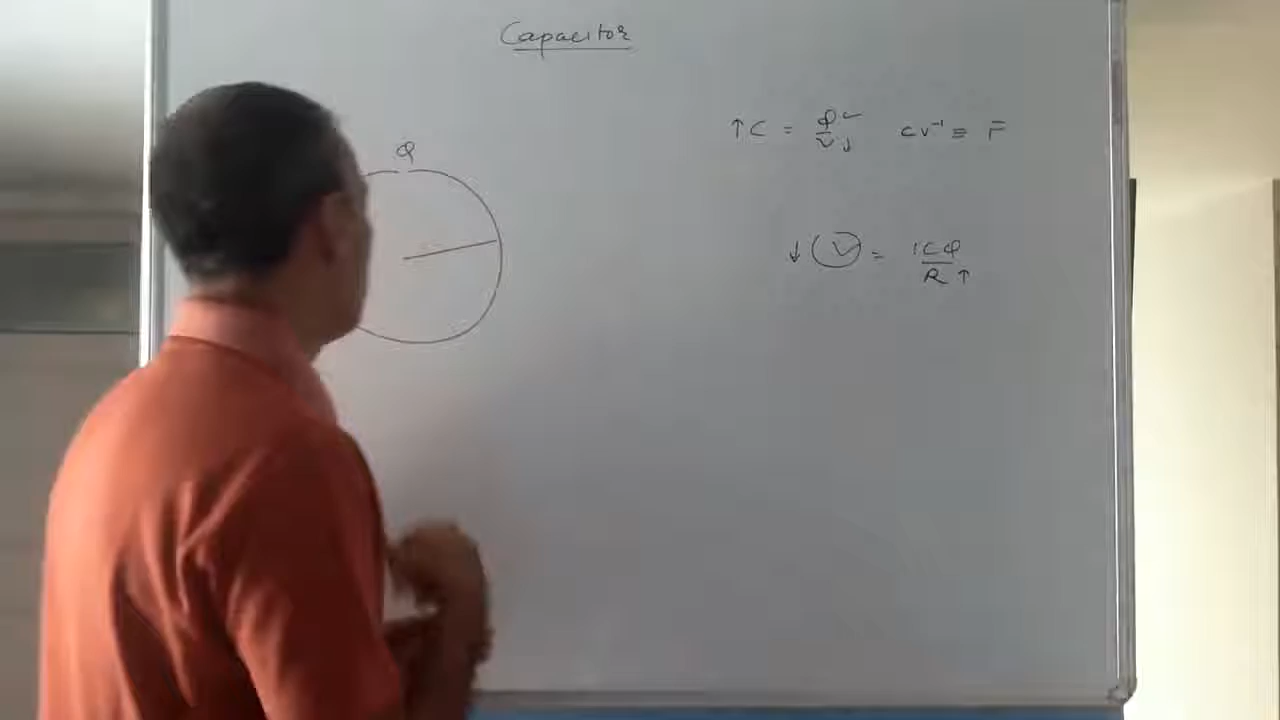 Capacitor
Q
↑ C = Q/V ↓ CV⁻¹ ≡ F
↓ V = KQ/R ↑